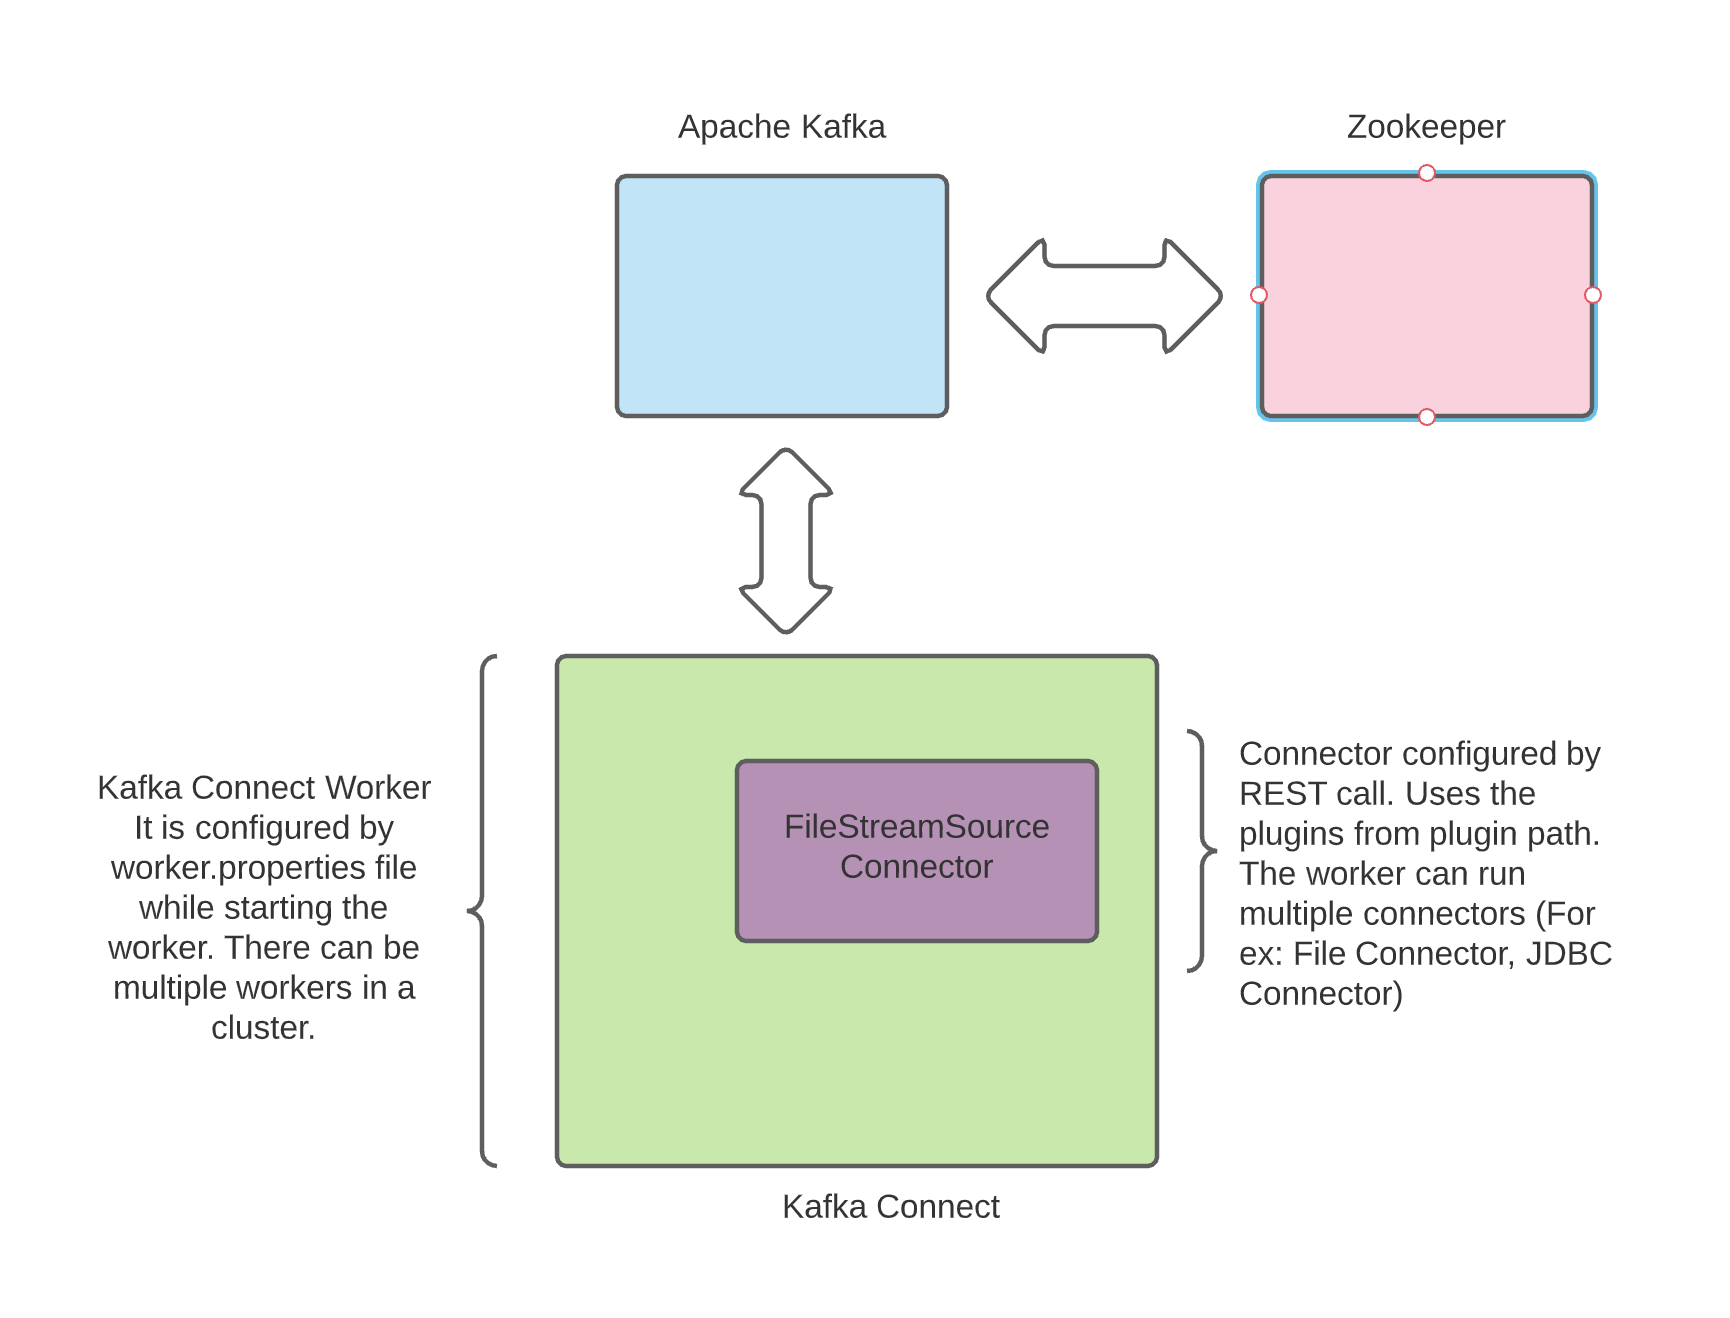 Apache Kafka
Zookeeper
Kafka Connect Worker
It is configured by
worker.properties file
while starting the
worker. There can be
multiple workers in a
cluster.
FileStreamSource
Connector
Connector configured by
REST call. Uses the
plugins from plugin path.
The worker can run
multiple connectors (For
ex: File Connector, JDBC
Connector)
Kafka Connect